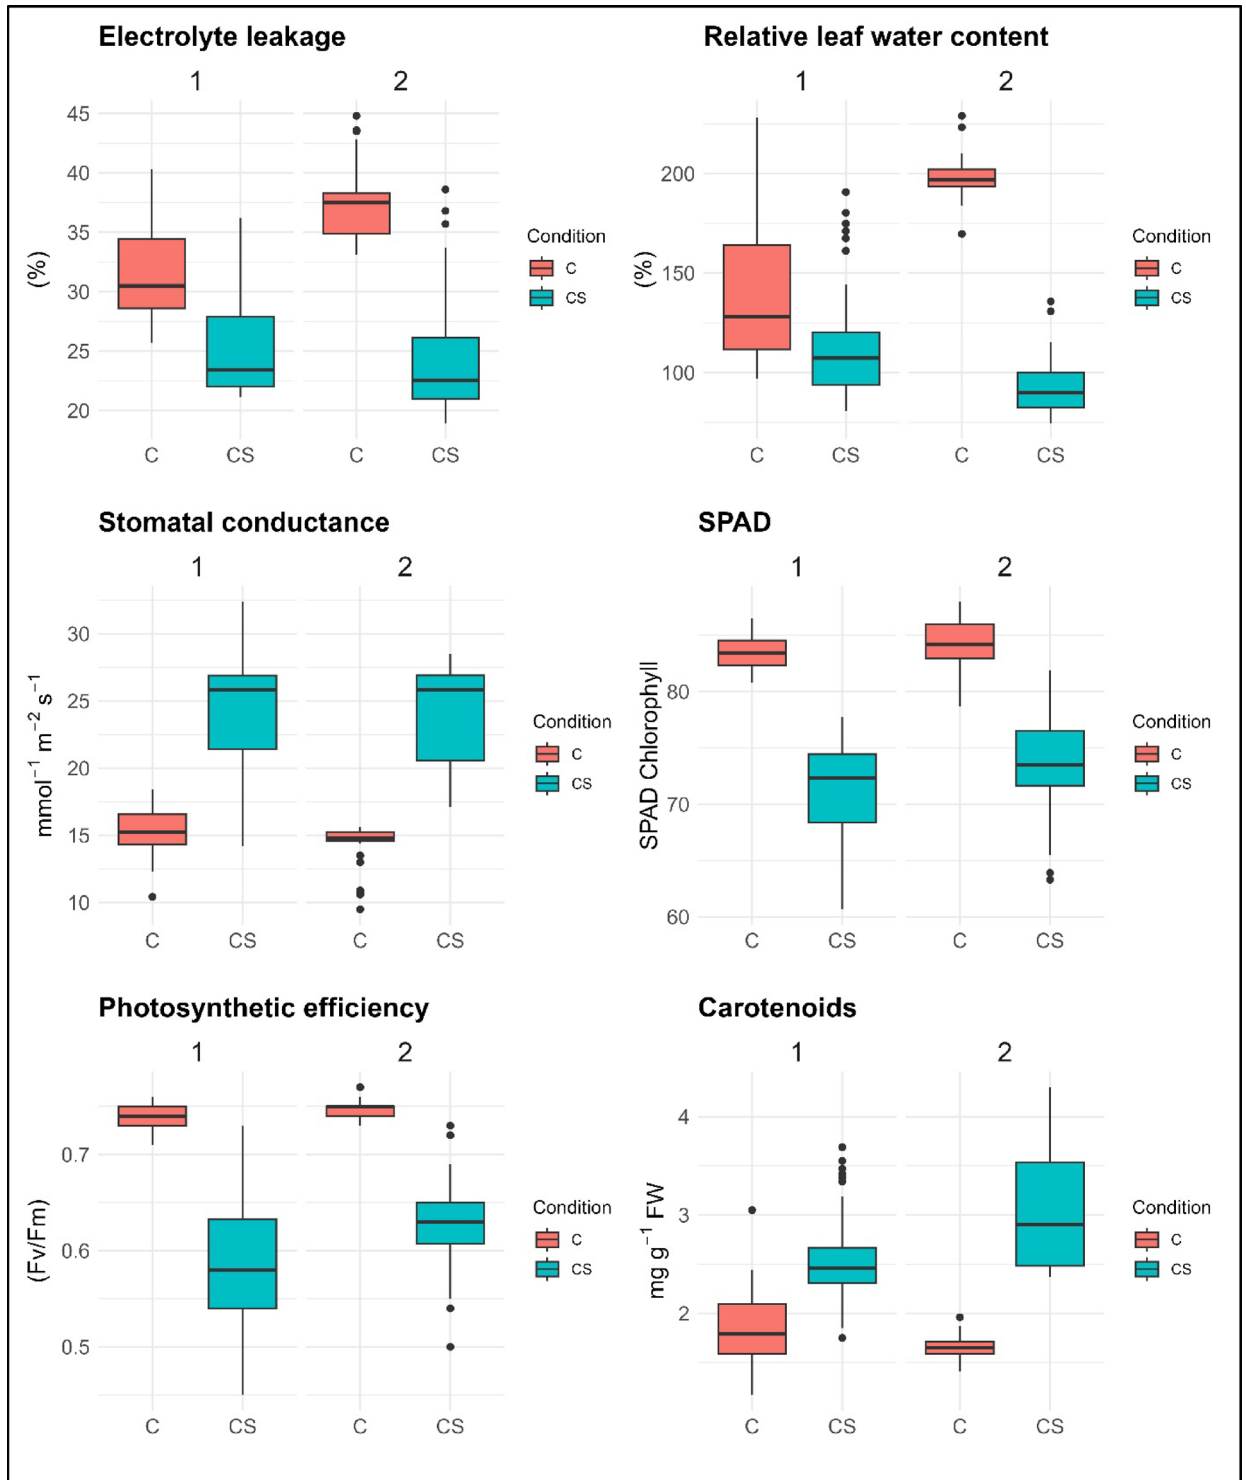 Electrolyte leakage
1 2
45
40
35
30
25
20
(%)
C CS C CS
Condition
C
CS
Relative leaf water content
1 2
200
150
100
(%)
C CS C CS
Condition
C
CS
Stomatal conductance
1 2
30
25
20
15
10
mmol⁻¹ m⁻² s⁻¹
C CS C CS
Condition
C
CS
SPAD
1 2
80
70
60
SPAD Chlorophyll
C CS C CS
Condition
C
CS
Photosynthetic efficiency
1 2
0.7
0.6
0.5
(Fv/Fm)
C CS C CS
Condition
C
CS
Carotenoids
1 2
4
3
2
mg g⁻¹ FW
C CS C CS
Condition
C
CS